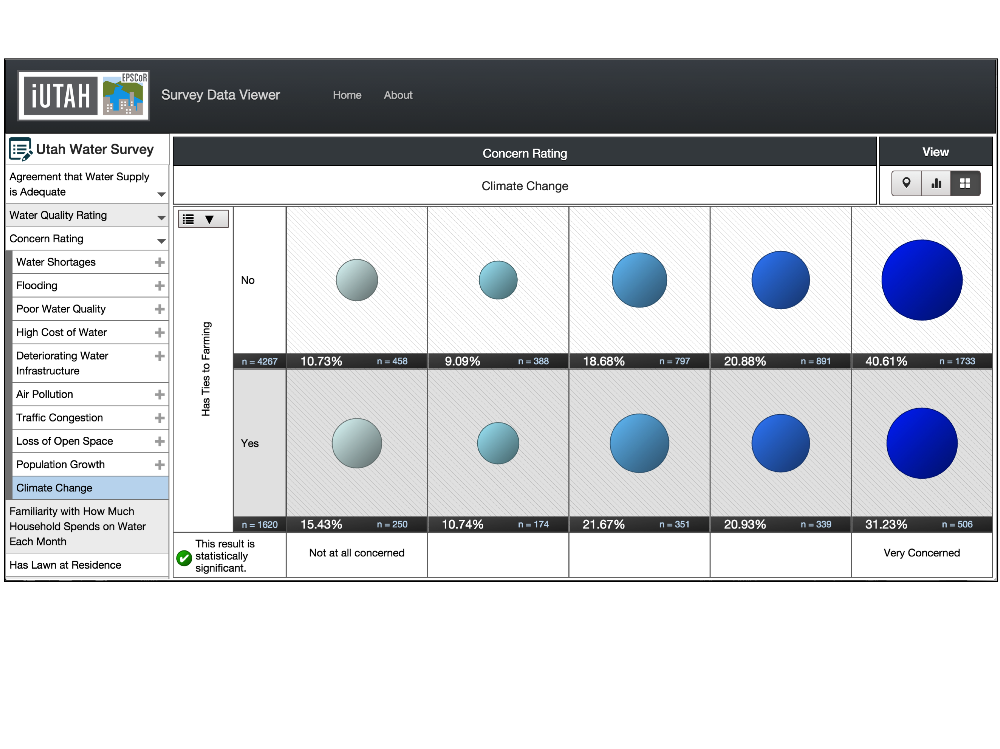 iUTAH
EPSCoR
Survey Data Viewer
Home
About
Utah Water Survey
Agreement that Water Supply
is Adequate
Water Quality Rating
Concern Rating
Water Shortages
Flooding
Poor Water Quality
High Cost of Water
Deteriorating Water
Infrastructure
Air Pollution
Traffic Congestion
Loss of Open Space
Population Growth
Climate Change
Familiarity with How Much
Household Spends on Water
Each Month
Has Lawn at Residence
Concern Rating
Climate Change
View
Has Ties to Farming
No
n = 4267
10.73% n = 458
9.09% n = 388
18.68% n = 797
20.88% n = 891
40.61% n = 1733
Yes
n = 1620
15.43% n = 250
10.74% n = 174
21.67% n = 351
20.93% n = 339
31.23% n = 506
This result is
statistically
significant.
Not at all concerned
Very Concerned